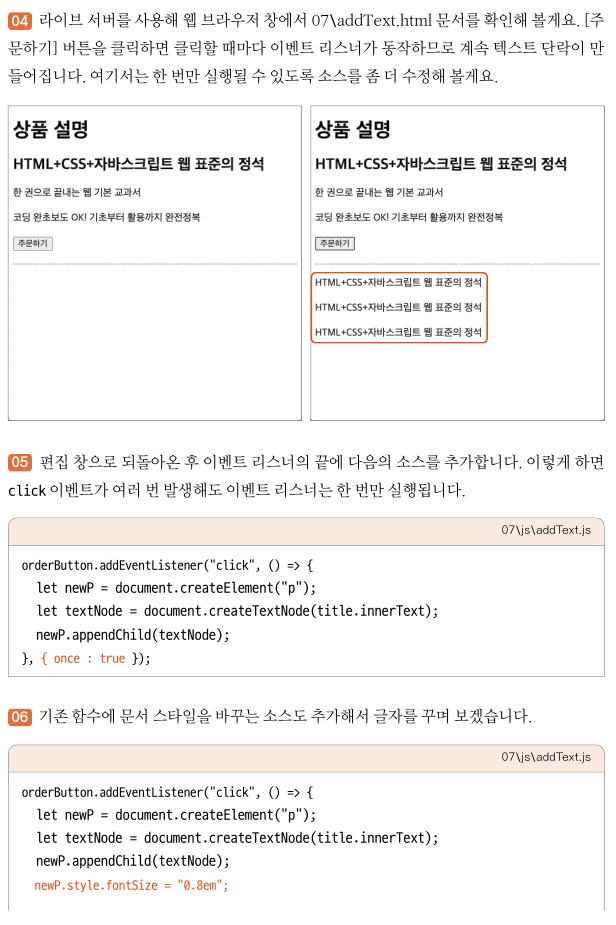 04 라이브 서버를 사용해 웹 브라우저 창에서 07\addText.html 문서를 확인해 볼게요. [주
문하기] 버튼을 클릭하면 클릭할 때마다 이벤트 리스너가 동작하므로 계속 텍스트 단락이 만
들어집니다. 여기서는 한 번만 실행될 수 있도록 소스를 좀 더 수정해 볼게요.
상품 설명
HTML+CSS+자바스크립트 웹 표준의 정석
한 권으로 끝내는 웹 기본 교과서
코딩 완초보도 OK! 기초부터 활용까지 완전정복
주문하기
상품 설명
HTML+CSS+자바스크립트 웹 표준의 정석
한 권으로 끝내는 웹 기본 교과서
코딩 완초보도 OK! 기초부터 활용까지 완전정복
주문하기
HTML+CSS+자바스크립트 웹 표준의 정석
HTML+CSS+자바스크립트 웹 표준의 정석
HTML+CSS+자바스크립트 웹 표준의 정석
05 편집 창으로 되돌아온 후 이벤트 리스너의 끝에 다음의 소스를 추가합니다. 이렇게 하면
click 이벤트가 여러 번 발생해도 이벤트 리스너는 한 번만 실행됩니다.
07\js\addText.js
orderButton.addEventListener("click", () => {
let newP = document.createElement("p");
let textNode = document.createTextNode(title.innerText);
newP.appendChild(textNode);
}, { once : true });
06 기존 함수에 문서 스타일을 바꾸는 소스도 추가해서 글자를 꾸며 보겠습니다.
07\js\addText.js
orderButton.addEventListener("click", () => {
let newP = document.createElement("p");
let textNode = document.createTextNode(title.innerText);
newP.appendChild(textNode);
newP.style.fontSize = "0.8em";